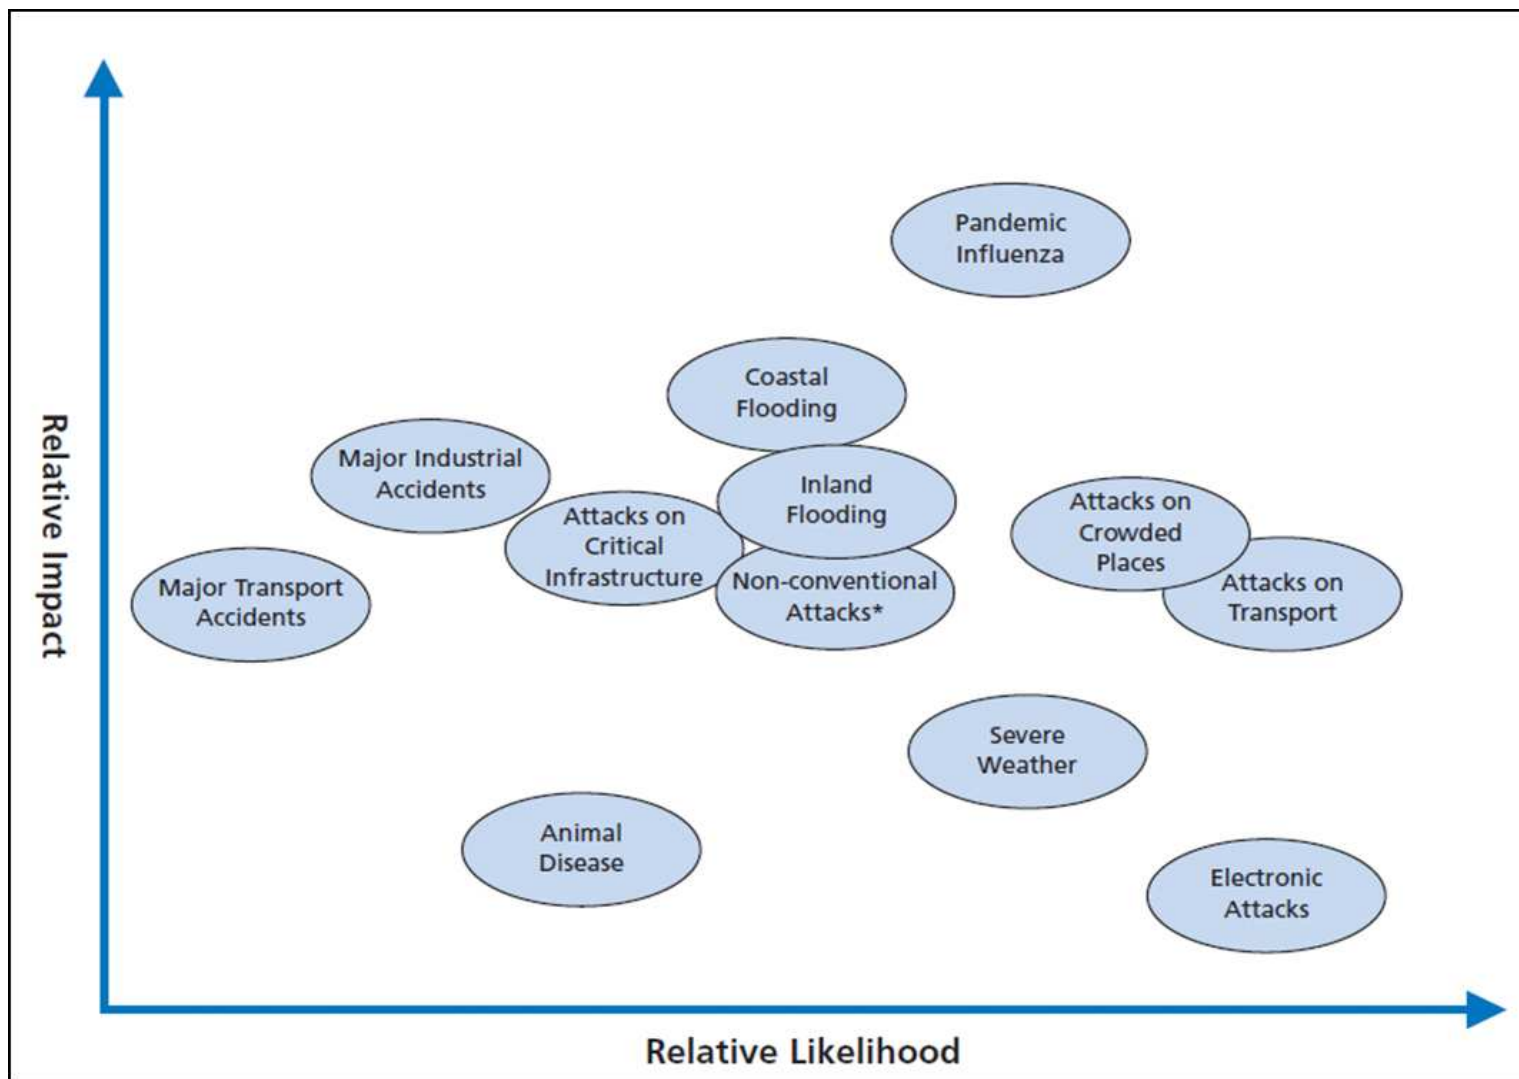 Pandemic
Influenza
Coastal
Flooding
Major Industrial
Accidents
Inland
Flooding
Attacks on
Crowded
Places
Attacks on
Critical
Infrastructure
Non-conventional
Attacks*
Attacks on
Transport
Major Transport
Accidents
Severe
Weather
Animal
Disease
Electronic
Attacks
Relative Impact
Relative Likelihood